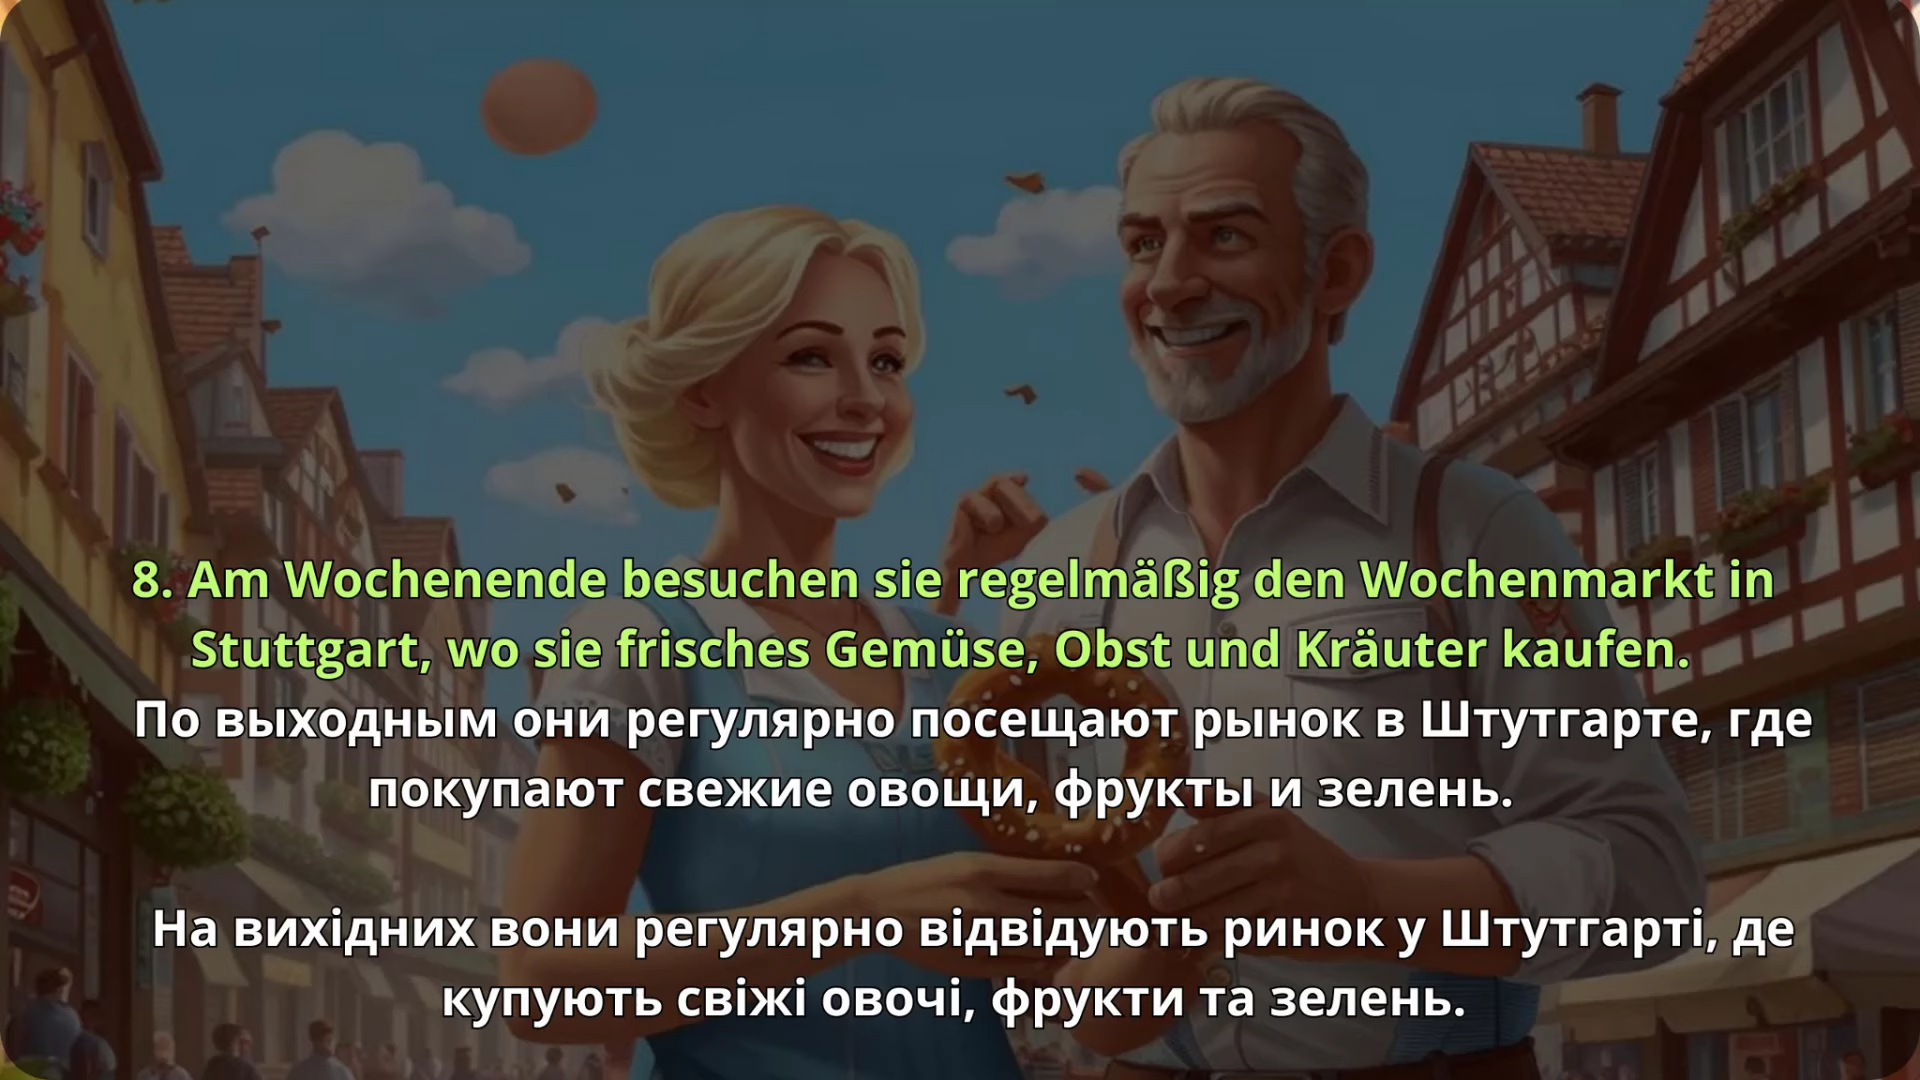 8. Am Wochenende besuchen sie regelmäßig den Wochenmarkt in
Stuttgart, wo sie frisches Gemüse, Obst und Kräuter kaufen.
По выходным они регулярно посещают рынок в Штутгарте, где
покупают свежие овощи, фрукты и зелень.
На вихідних вони регулярно відвідують ринок у Штутгарті, де
купують свіжі овочі, фрукти та зелень.